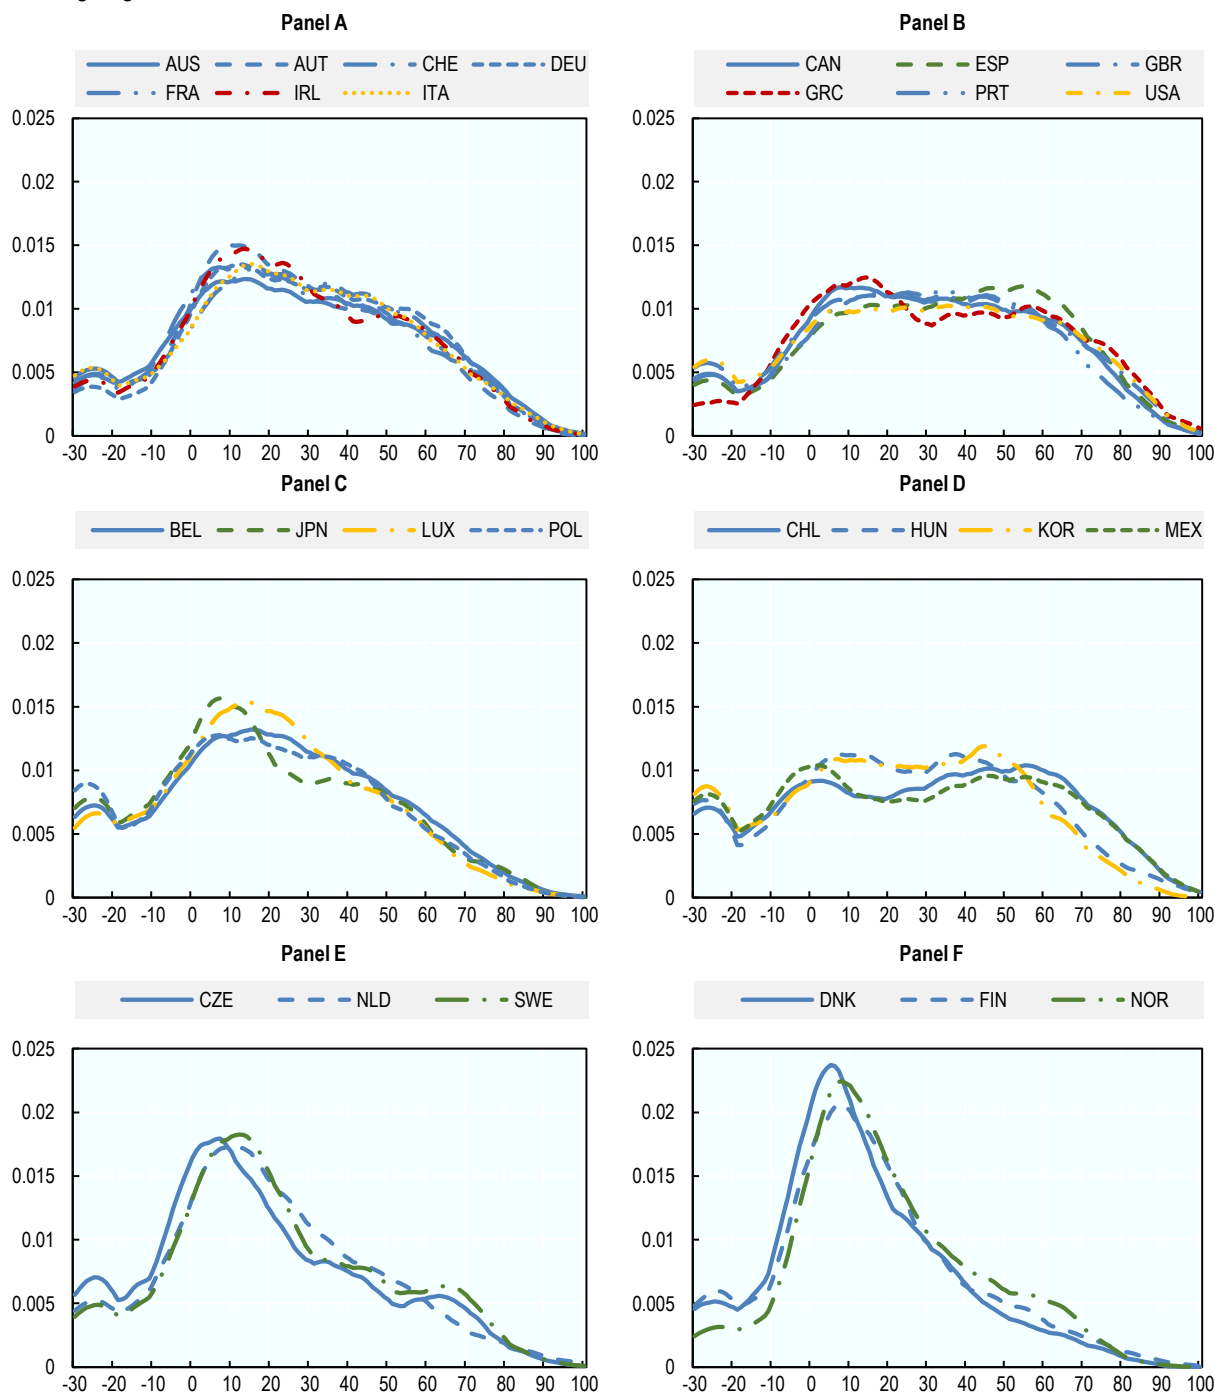 Panel A
Panel B
AUS AUT CHE DEU
FRA IRL ITA
CAN ESP GBR
GRC PRT USA
0.025
0.02
0.015
0.01
0.005
0
-30 -20 -10 0 10 20 30 40 50 60 70 80 90 100
0.025
0.02
0.015
0.01
0.005
0
-30 -20 -10 0 10 20 30 40 50 60 70 80 90 100
Panel C
Panel D
BEL JPN LUX POL
CHL HUN KOR MEX
0.025
0.02
0.015
0.01
0.005
0
-30 -20 -10 0 10 20 30 40 50 60 70 80 90 100
0.025
0.02
0.015
0.01
0.005
0
-30 -20 -10 0 10 20 30 40 50 60 70 80 90 100
Panel E
Panel F
CZE NLD SWE
DNK FIN NOR
0.025
0.02
0.015
0.01
0.005
0
-30 -20 -10 0 10 20 30 40 50 60 70 80 90 100
0.025
0.02
0.015
0.01
0.005
0
-30 -20 -10 0 10 20 30 40 50 60 70 80 90 100